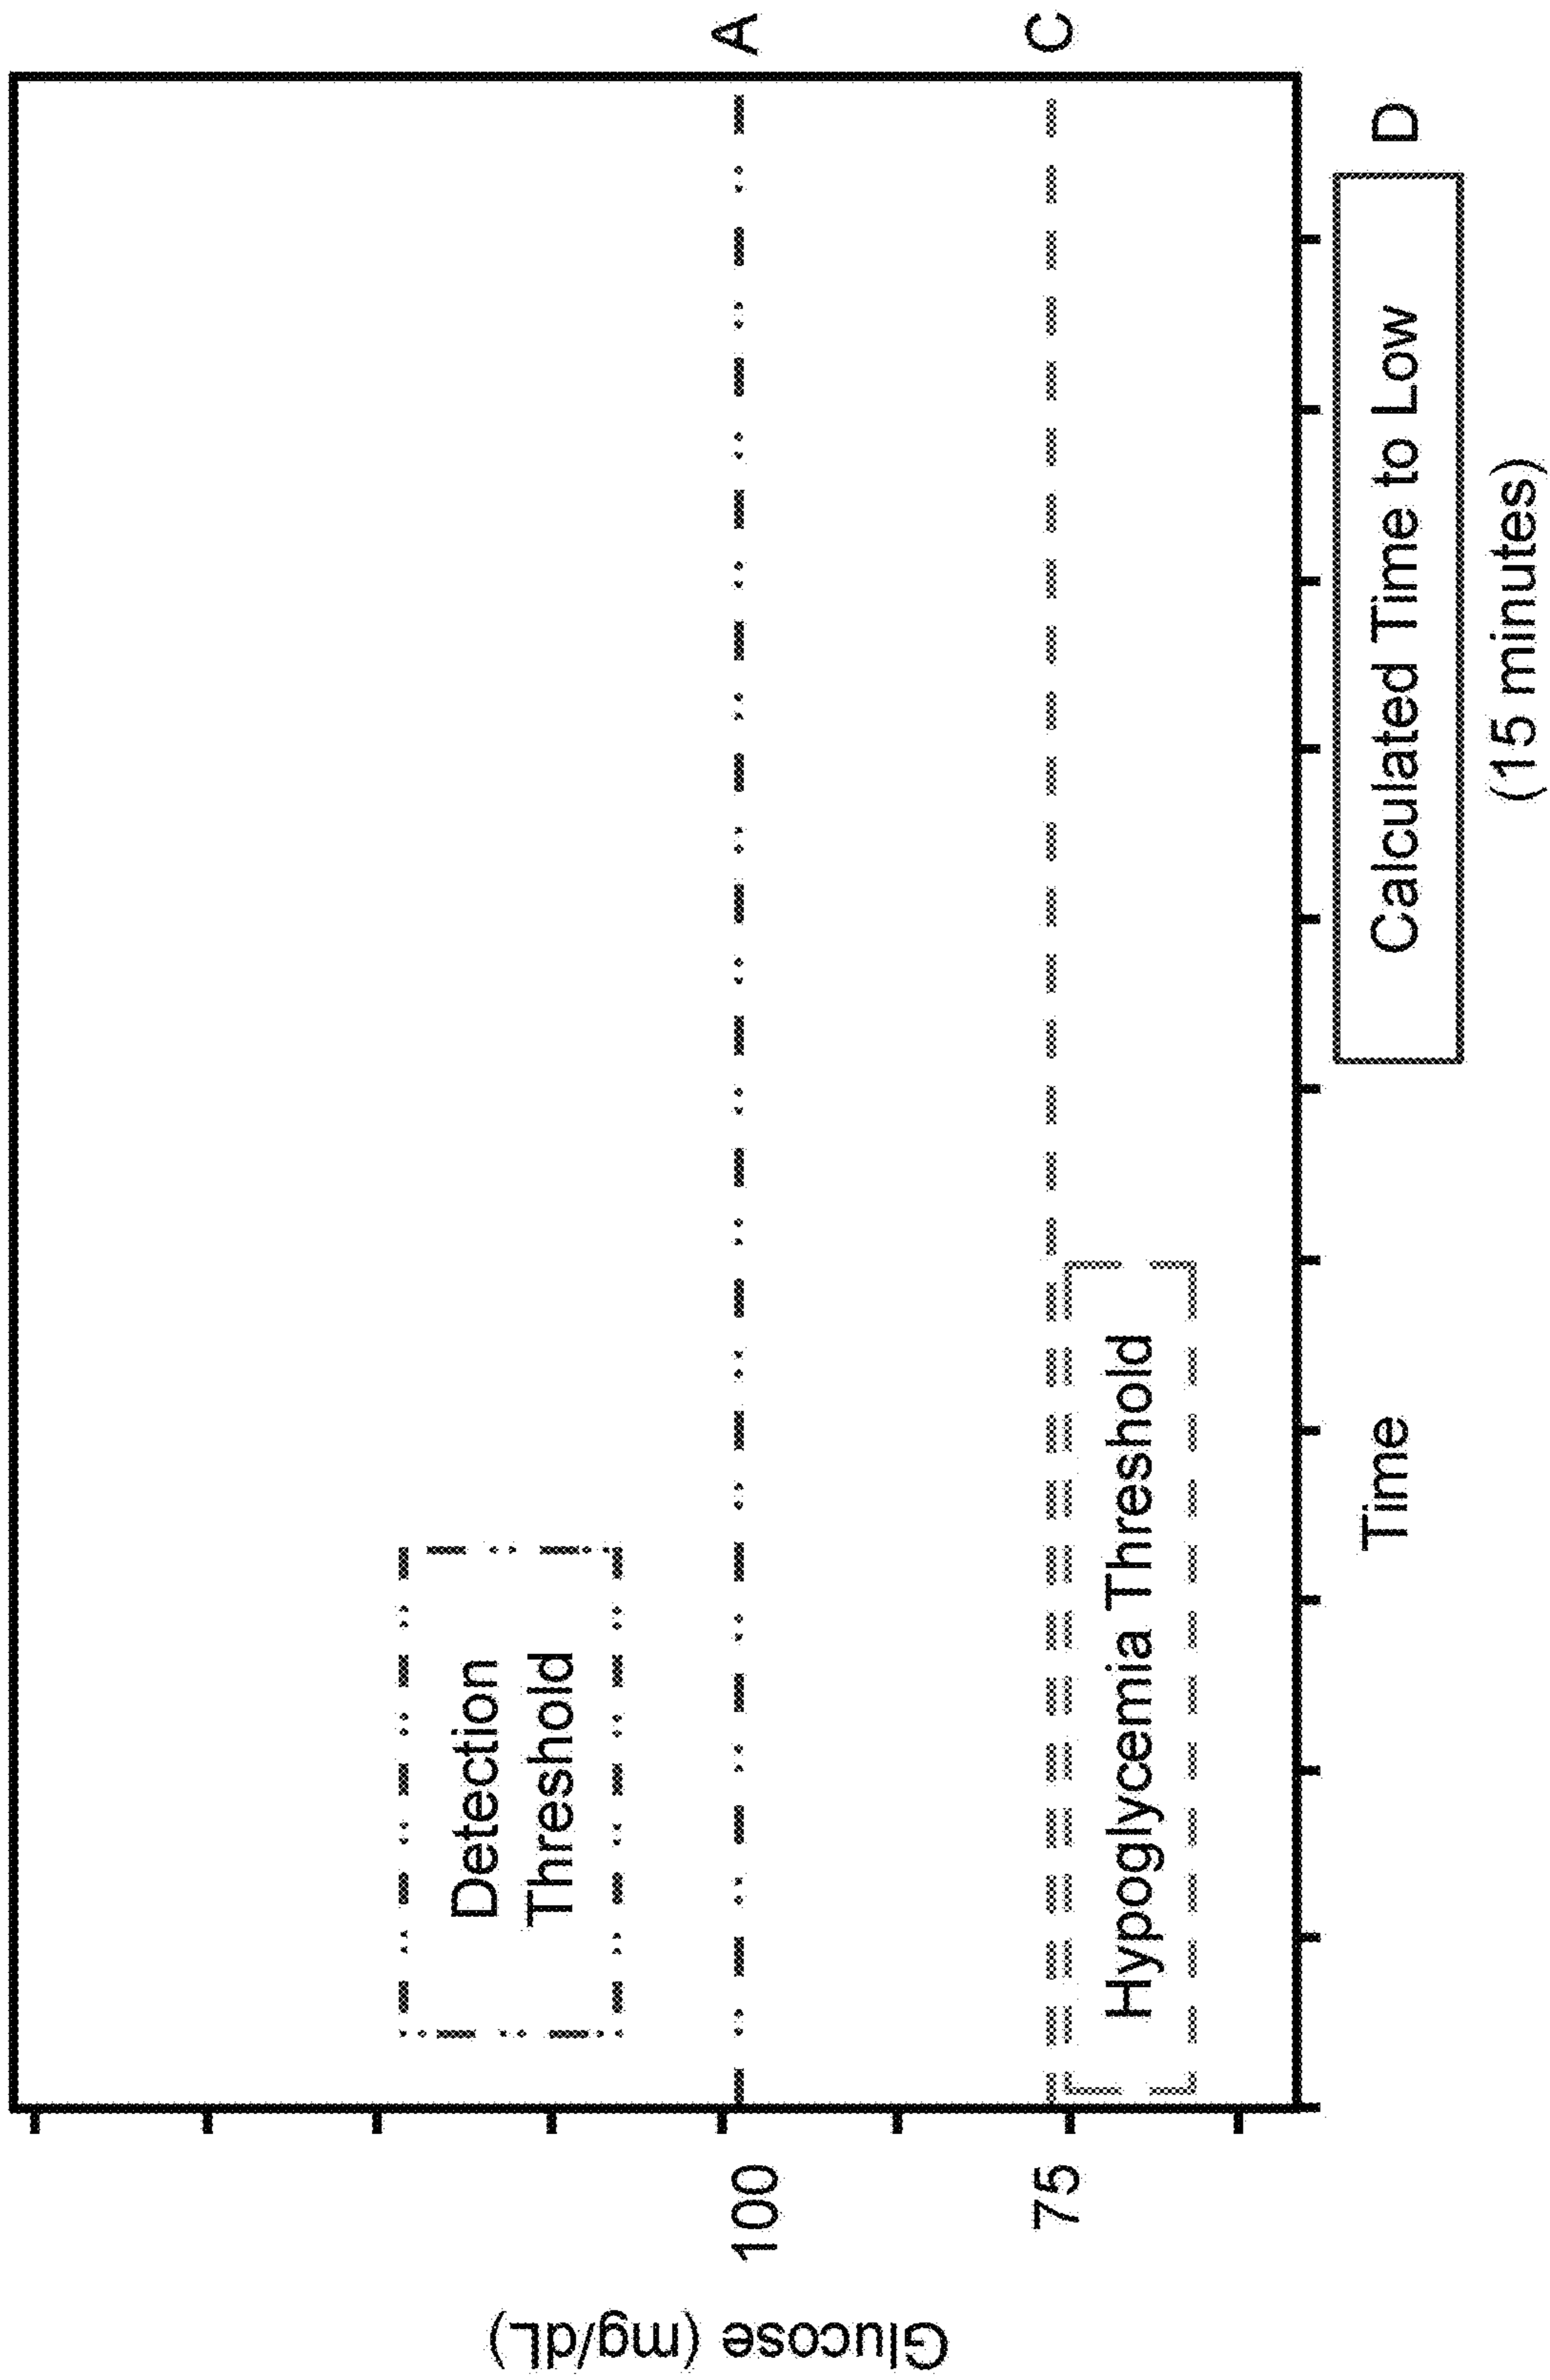 Glucose (mg/dL)
100
75
Detection
Threshold
A
Hypoglycemia Threshold
C
Time
Calculated Time to Low
D
(15 minutes)